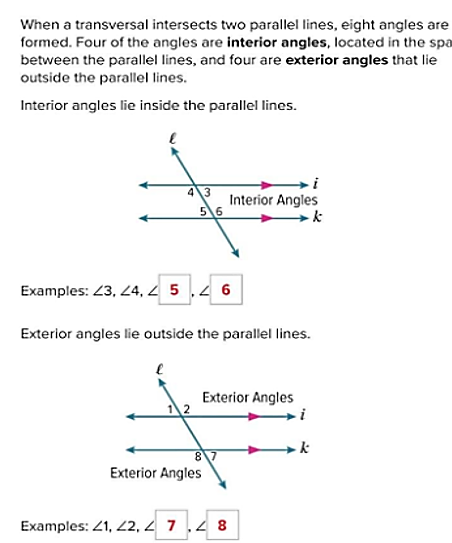 When a transversal intersects two parallel lines, eight angles are
formed. Four of the angles are interior angles, located in the spa
between the parallel lines, and four are exterior angles that lie
outside the parallel lines.
Interior angles lie inside the parallel lines.
ℓ
i
4 3
Interior Angles
5 6
k
Examples: ∠3, ∠4, ∠ 5 , ∠ 6
Exterior angles lie outside the parallel lines.
ℓ
Exterior Angles
1 2
i
k
8 7
Exterior Angles
Examples: ∠1, ∠2, ∠ 7 , ∠ 8